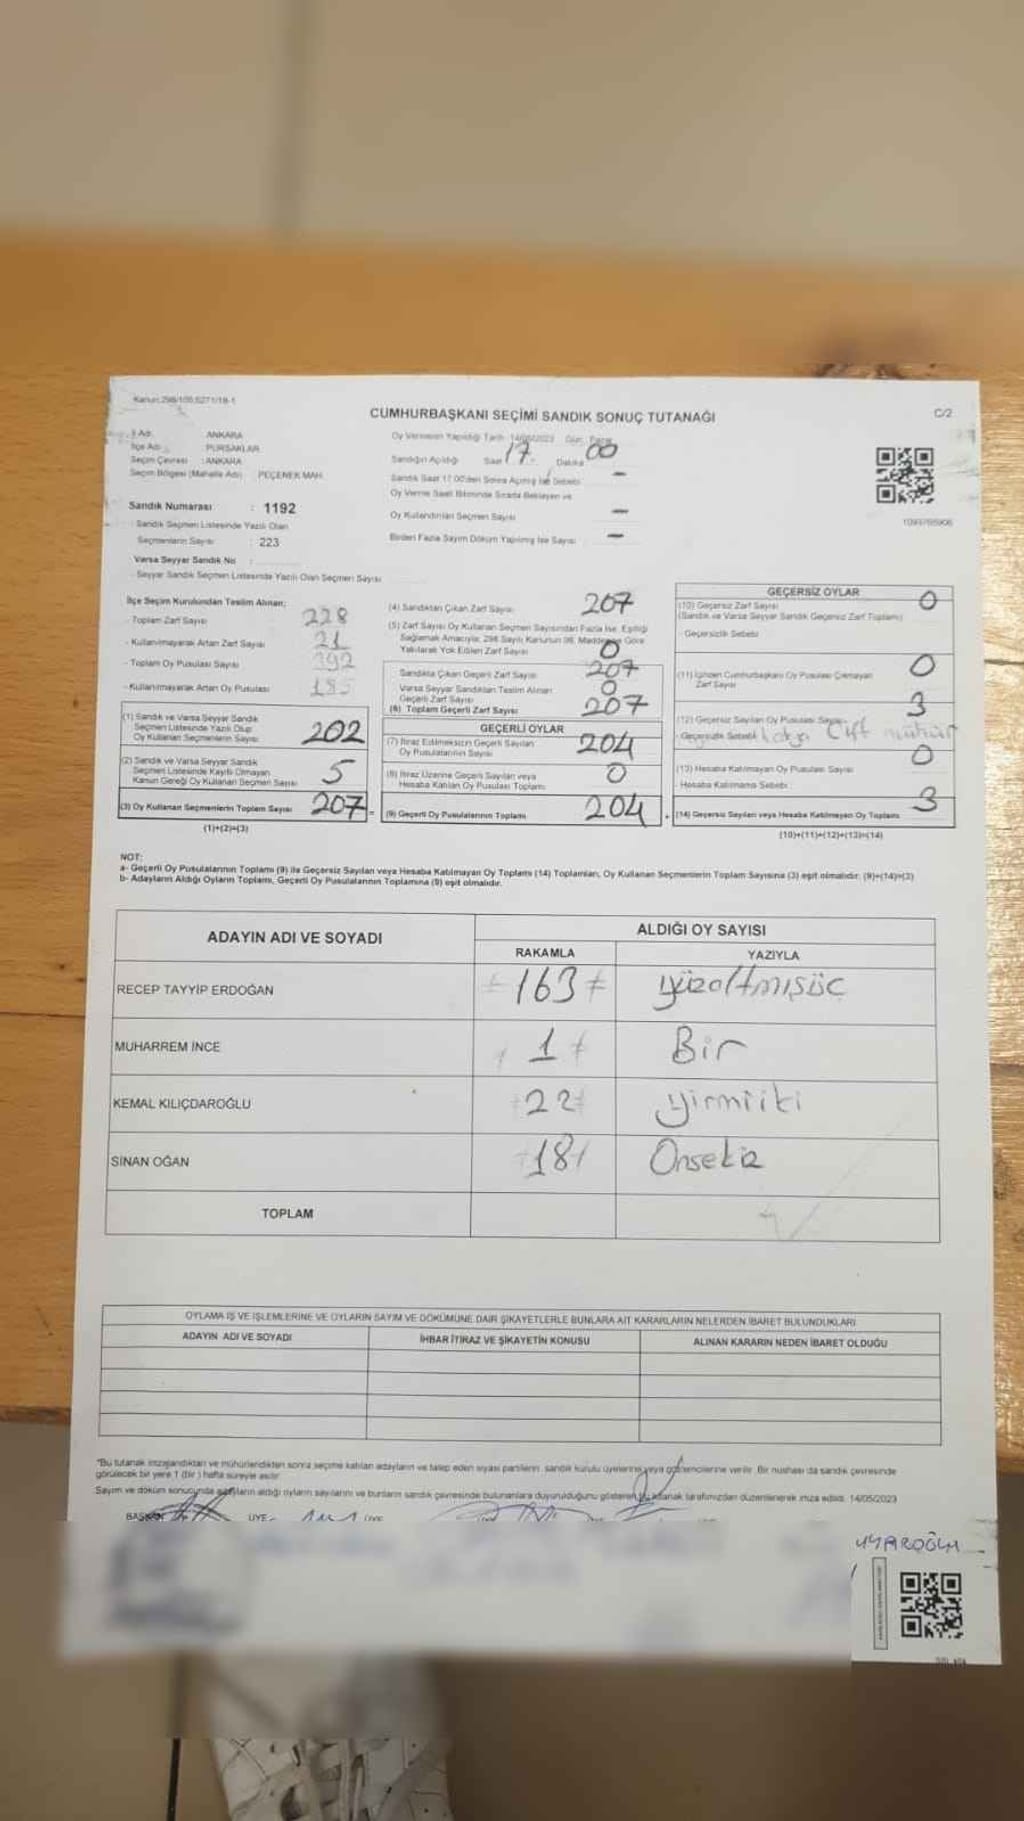 Kanun:298/105;6271/18-1
CUMHURBAŞKANI SEÇİMİ SANDIK SONUÇ TUTANAĞI
C/2
İl Adı : ANKARA
İlçe Adı : PURSAKLAR
Seçim Çevresi : ANKARA
Seçim Bölgesi (Mahalle Adı) : PEÇENEK MAH.
Sandık Numarası : 1192
Sandık Seçmen Listesinde Yazılı Olan
Seçmenlerin Sayısı : 223
Varsa Seyyar Sandık No :
Seyyar Sandık Seçmen Listesinde Yazılı Olan Seçmen Sayısı
Oy Vermenin Yapıldığı Tarih 14/05/2023 Gün : Pazar
Sandığın Açıldığı Saat 17. Dakika 00
Sandık Saat 17.00'den Sonra Açılmış İse Sebebi -
Oy Verme Saati Bitiminde Sırada Bekleyen ve
Oy Kullandırılan Seçmen Sayısı -
Birden Fazla Sayım Döküm Yapılmış İse Sayısı -
1093765906
İlçe Seçim Kurulundan Teslim Alınan;
- Toplam Zarf Sayısı 228
- Kullanılmayarak Artan Zarf Sayısı 21
- Toplam Oy Pusulası Sayısı 392
- Kullanılmayarak Artan Oy Pusulası 185
(1) Sandık ve Varsa Seyyar Sandık
Seçmen Listesinde Yazılı Olup
Oy Kullanan Seçmenlerin Sayısı 202
(2) Sandık ve Varsa Seyyar Sandık
Seçmen Listesinde Kayıtlı Olmayan
Kanun Gereği Oy Kullanan Seçmen Sayısı 5
(3) Oy Kullanan Seçmenlerin Toplam Sayısı 207 =
(1)+(2)=(3)
(4) Sandıktan Çıkan Zarf Sayısı 207
(5) Zarf Sayısı Oy Kullanan Seçmen Sayısından Fazla İse, Eşitliği
Sağlamak Amacıyla, 298 Sayılı Kanunun 98. Maddesine Göre
Yakılarak Yok Edilen Zarf Sayısı 0
Sandıkta Çıkan Geçerli Zarf Sayısı 207
Varsa Seyyar Sandıktan Teslim Alınan
Geçerli Zarf Sayısı 0
(6) Toplam Geçerli Zarf Sayısı 207
GEÇERLİ OYLAR
(7) İtiraz Edilmeksizin Geçerli Sayılan
Oy Pusulalarının Sayısı 204
(8) İtiraz Üzerine Geçerli Sayılan veya
Hesaba Katılan Oy Pusulası Toplamı 0
(9) Geçerli Oy Pusulalarının Toplamı 204 +
GEÇERSİZ OYLAR
(10) Geçersiz Zarf Sayısı 0
(Sandık ve Varsa Seyyar Sandık Geçersiz Zarf Toplamı)
- Geçersizlik Sebebi
(11) İçinden Cumhurbaşkanı Oy Pusulası Çıkmayan
Zarf Sayısı 0
(12) Geçersiz Sayılan Oy Pusulası Sayısı 3
- Geçersizlik Sebebi Çift mühür
(13) Hesaba Katılmayan Oy Pusulası Sayısı 0
- Hesaba Katılmama Sebebi
(14) Geçersiz Sayılan veya Hesaba Katılmayan Oy Toplamı 3
(10)+(11)+(12)+(13)=(14)
NOT:
a- Geçerli Oy Pusulalarının Toplamı (9) ile Geçersiz Sayılan veya Hesaba Katılmayan Oy Toplamı (14) Toplamları, Oy Kullanan Seçmenlerin Toplam Sayısına (3) eşit olmalıdır. (9)+(14)=(3)
b- Adayların Aldığı Oyların Toplamı, Geçerli Oy Pusulalarının Toplamına (9) eşit olmalıdır.
ADAYIN ADI VE SOYADI
ALDIĞI OY SAYISI
RAKAMLA YAZIYLA
RECEP TAYYİP ERDOĞAN 163 yüzaltmışüç
MUHARREM İNCE 1 Bir
KEMAL KILIÇDAROĞLU 22 yirmiiki
SİNAN OĞAN 18 Onsekiz
TOPLAM
OYLAMA İŞ VE İŞLEMLERİNE VE OYLARIN SAYIM VE DÖKÜMÜNE DAİR ŞİKAYETLERLE BUNLARA AİT KARARLARIN NELERDEN İBARET BULUNDUKLARI
ADAYIN ADI VE SOYADI İHBAR İTİRAZ VE ŞİKAYETİN KONUSU ALINAN KARARIN NEDEN İBARET OLDUĞU
*Bu tutanak imzalandıktan ve mühürlendikten sonra seçime katılan adayların ve talep eden siyasi partilerin, sandık kurulu üyelerine veya gözlemcilerine verilir. Bir nüshası da sandık çevresinde
görülecek bir yere 1 (bir ) hafta süreyle asılır.
Sayım ve döküm sonucunda adayların aldığı oyların sayılarını ve bunların sandık çevresinde bulunanlara duyurulduğunu gösteren bu tutanak tarafımızdan düzenlenerek imza edildi. 14/05/2023
BAŞKAN ÜYE ÜYE